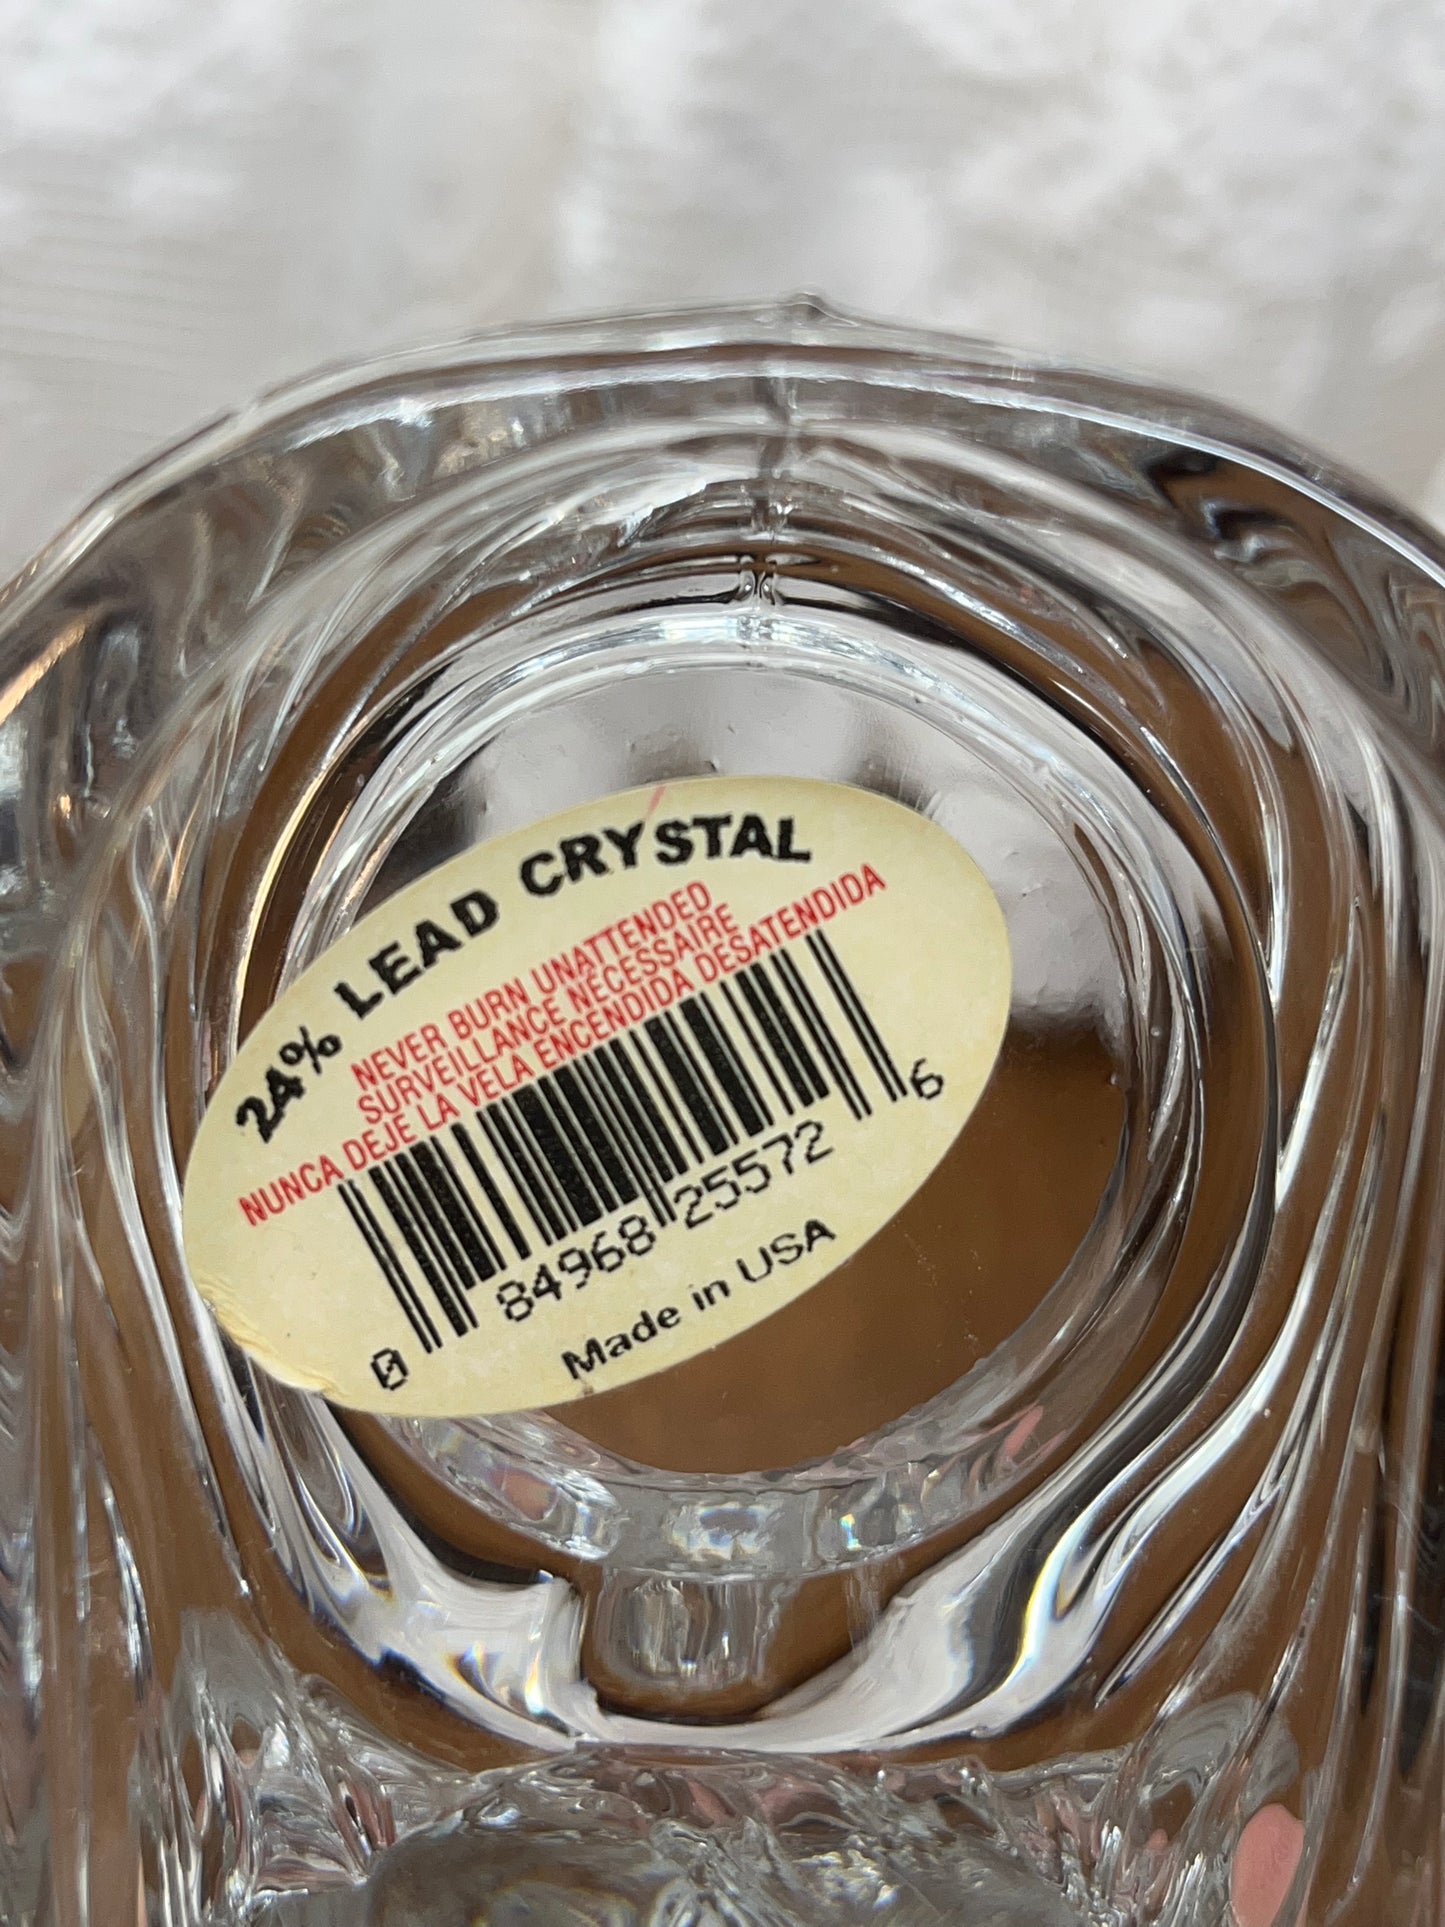 24% LEAD CRYSTAL
NEVER BURN UNATTENDED
SURVEILLANCE NÉCESSAIRE
NUNCA DEJE LA VELA ENCENDIDA DESATENDIDA
0 84968 25572 6
Made in USA